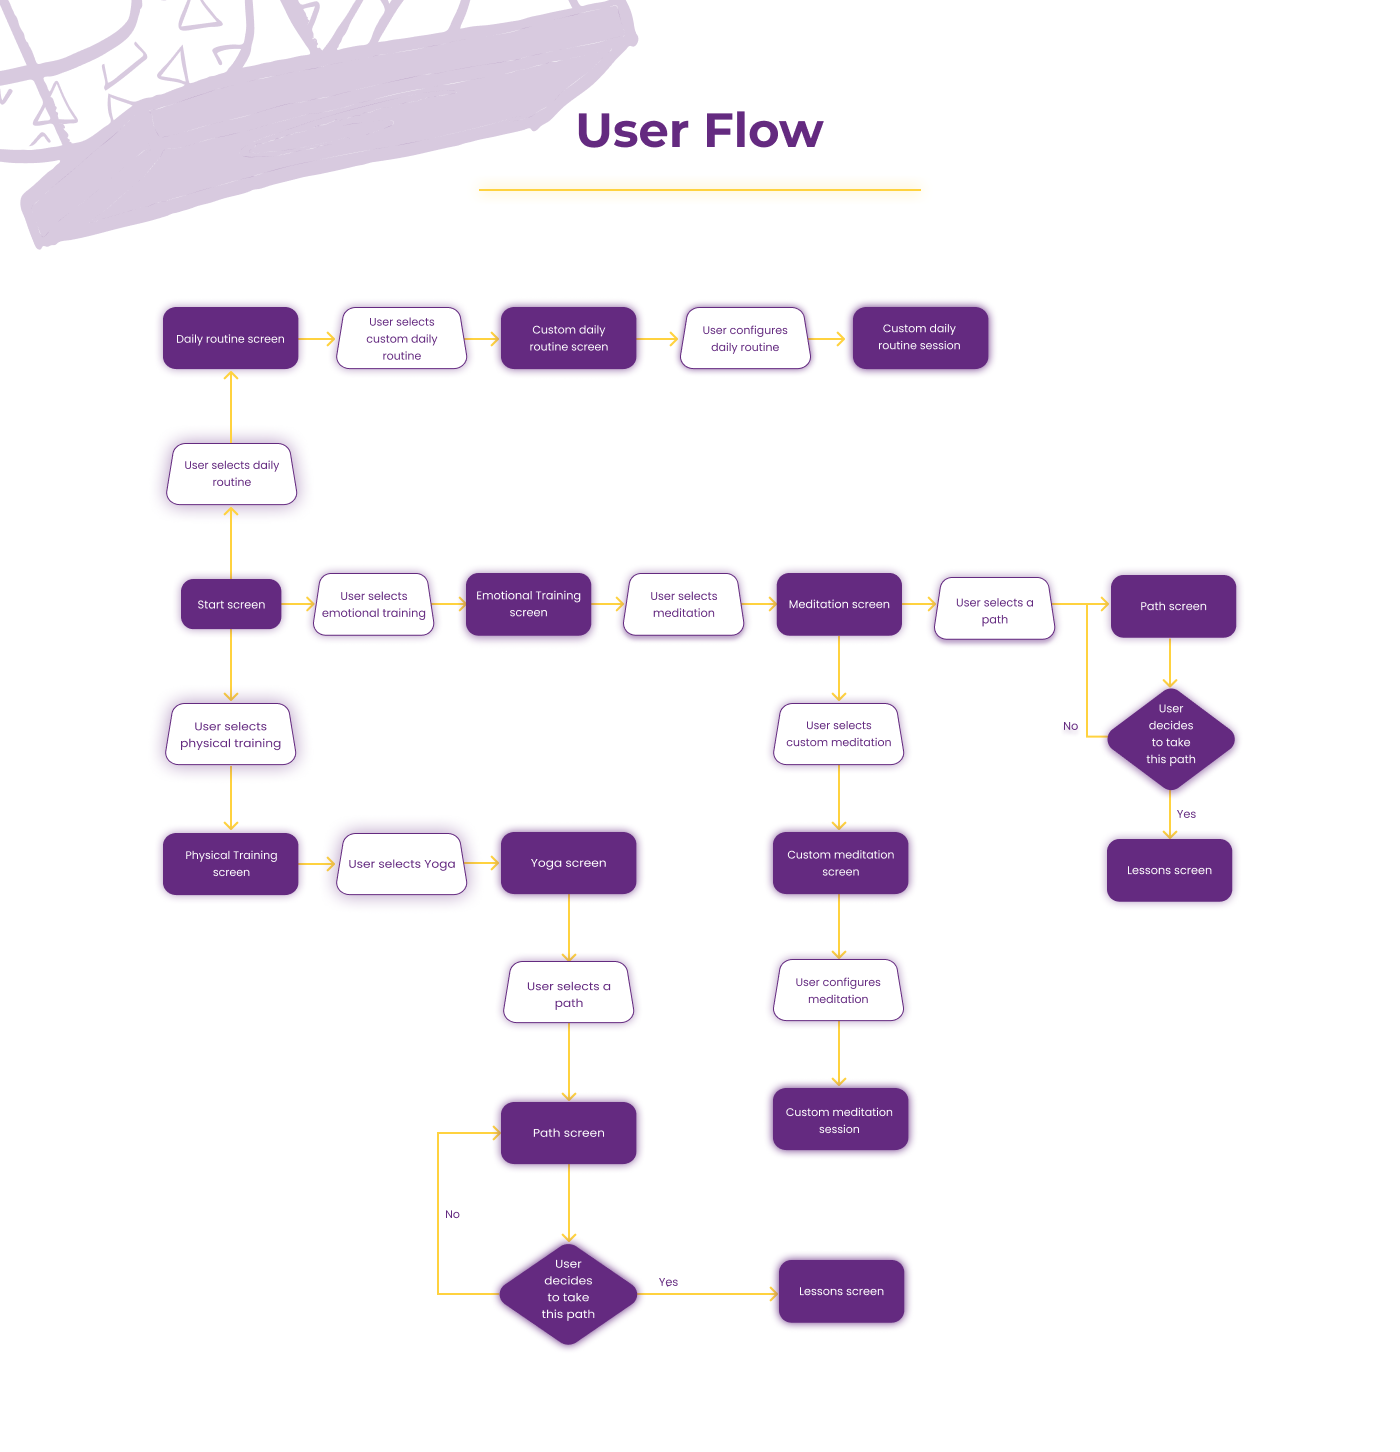 User Flow
Daily routine screen
User selects
custom daily
routine
Custom daily
routine screen
User configures
daily routine
Custom daily
routine session
User selects daily
routine
Start screen
User selects
emotional training
Emotional Training
screen
User selects
meditation
Meditation screen
User selects a
path
Path screen
User selects
physical training
User selects
custom meditation
No
User
decides
to take
this path
Yes
Physical Training
screen
User selects Yoga
Yoga screen
Custom meditation
screen
Lessons screen
User selects a
path
User configures
meditation
Path screen
Custom meditation
session
No
User
decides
to take
this path
Yes
Lessons screen